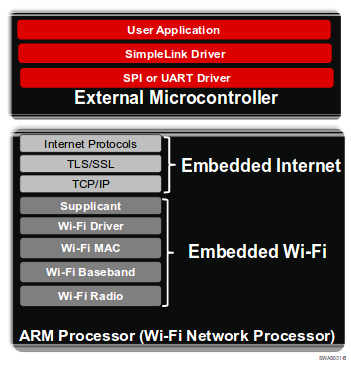 User Application
SimpleLink Driver
SPI or UART Driver
External Microcontroller
Internet Protocols
TLS/SSL
TCP/IP
Embedded Internet
Supplicant
Wi-Fi Driver
Wi-Fi MAC
Wi-Fi Baseband
Wi-Fi Radio
Embedded Wi-Fi
ARM Processor (Wi-Fi Network Processor)
SWAS031-B